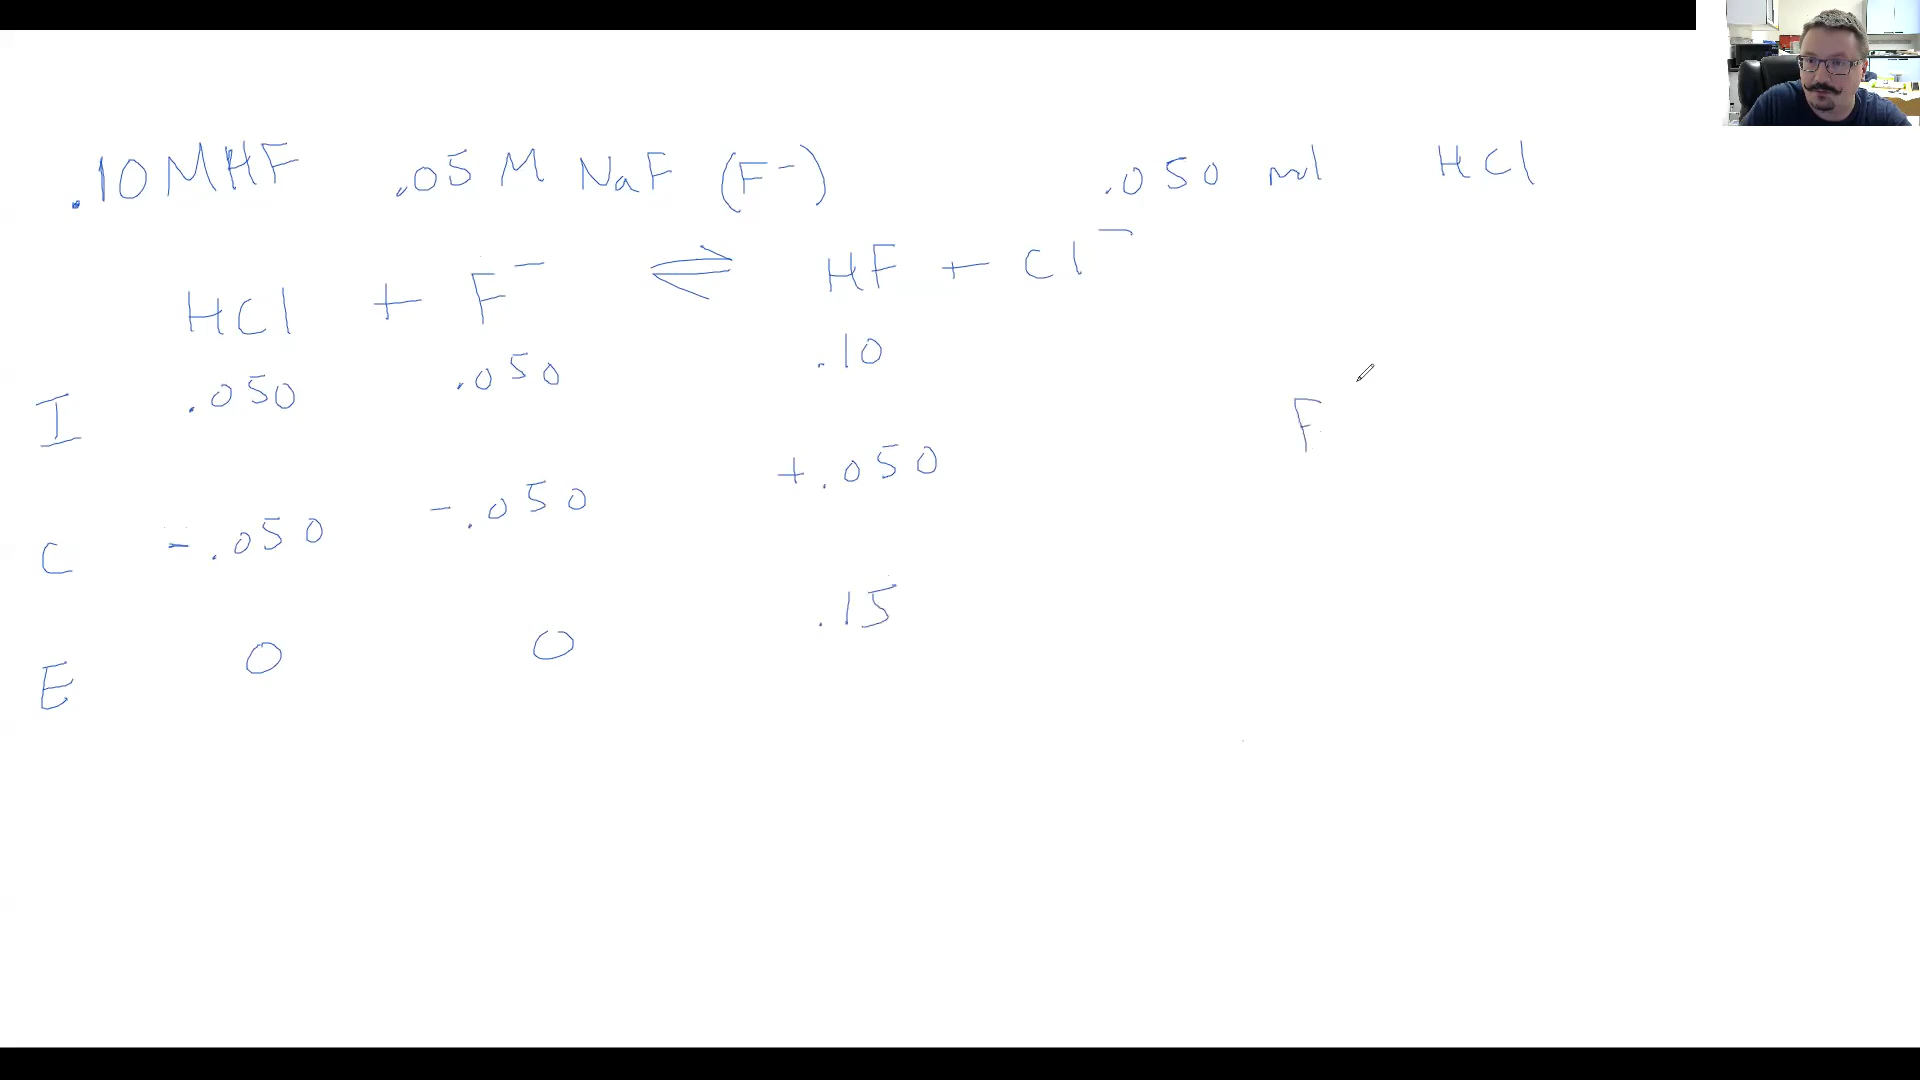 .10 M HF .05 M NaF (F⁻) .050 mol HCl
HCl + F⁻ ⇌ HF + Cl⁻
I .050 .050 .10
F
C - .050 - .050 + .050
E 0 0 .15